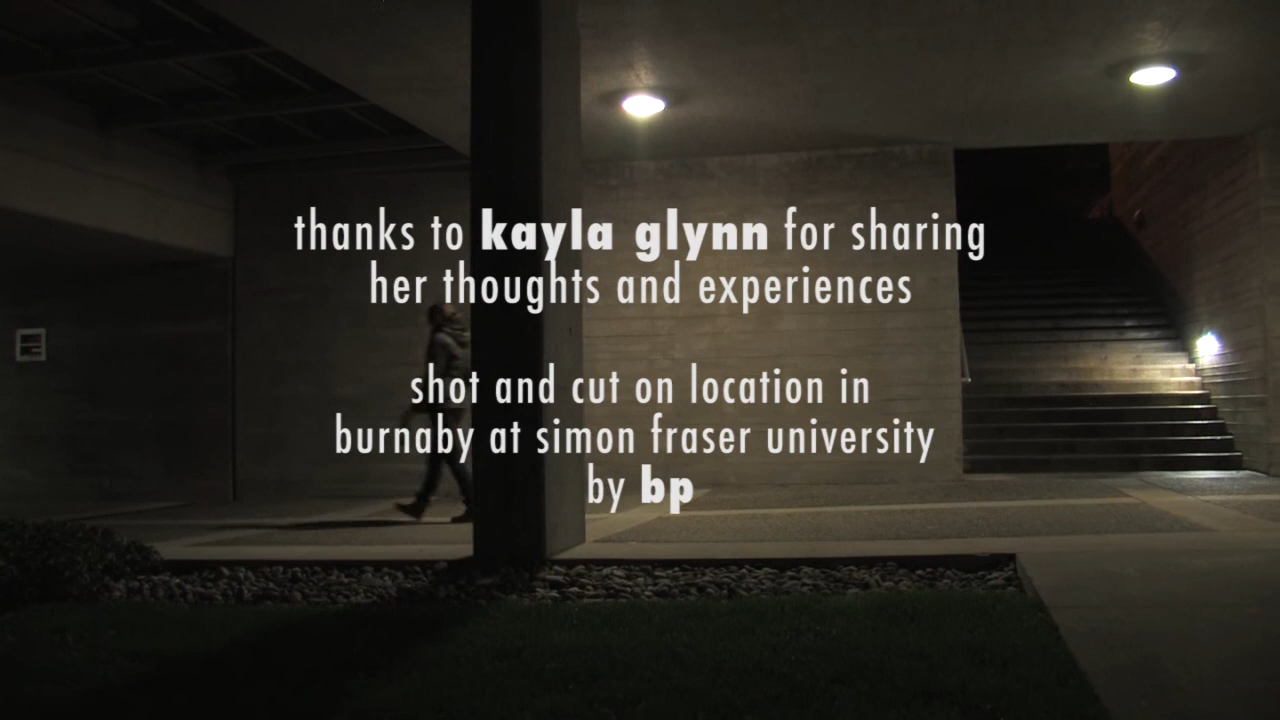 thanks to kayla glynn for sharing
her thoughts and experiences
shot and cut on location in
burnaby at simon fraser university
by bp